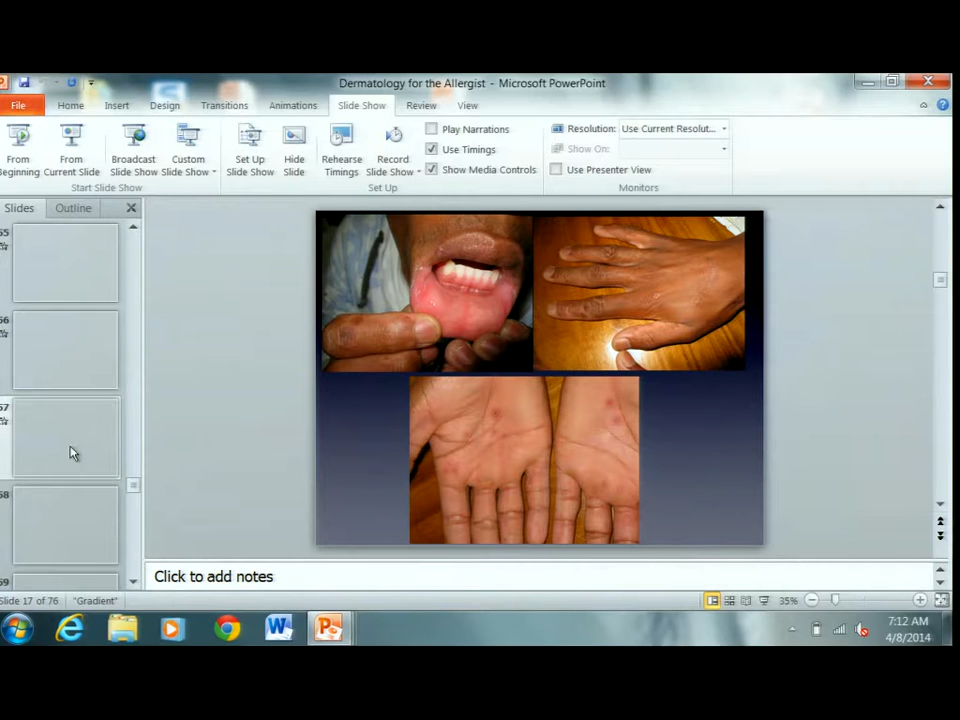 Dermatology for the Allergist - Microsoft PowerPoint
File Home Insert Design Transitions Animations Slide Show Review View
From Beginning
From Current Slide
Broadcast Slide Show
Custom Slide Show
Start Slide Show
Set Up Slide Show
Hide Slide
Rehearse Timings
Record Slide Show
Set Up
Play Narrations
Use Timings
Show Media Controls
Resolution: Use Current Resolut...
Show On:
Use Presenter View
Monitors
Slides Outline
Click to add notes
Slide 17 of 76 "Gradient" 35%
7:12 AM
4/8/2014